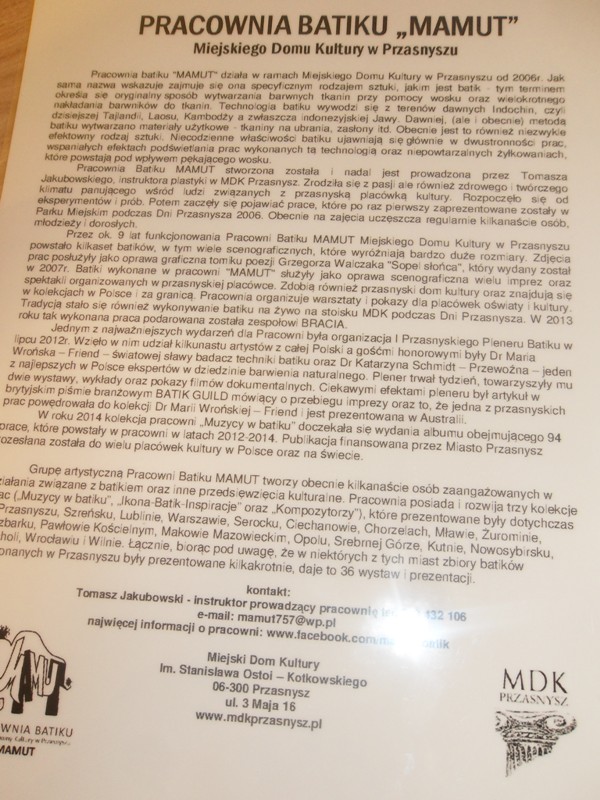 PRACOWNIA BATIKU „MAMUT”
Miejskiego Domu Kultury w Przasnyszu
Pracownia batiku "MAMUT" działa w ramach Miejskiego Domu Kultury w Przasnyszu od 2006r. Jak
sama nazwa wskazuje zajmuje się ona specyficznym rodzajem sztuki, jakim jest batik - tym terminem
określa się oryginalny sposób wytwarzania barwnych tkanin przy pomocy wosku oraz wielokrotnego
nakładania barwników do tkanin. Technologia batiku wywodzi się z terenów dawnych Indochin, czyli
dzisiejszej Tajlandii, Laosu, Kambodży a zwłaszcza indonezyjskiej Jawy. Dawniej, (ale i obecnie) metodą
batiku wytwarzano materiały użytkowe - tkaniny na ubrania, zasłony itd. Obecnie jest to również niezwykle
efektowny rodzaj sztuki. Niecodzienne właściwości batiku ujawniają się głównie w dwustronności prac,
wspaniałych efektach podświetlania prac wykonanych tą technologią oraz niepowtarzalnych żyłkowaniach,
które powstają pod wpływem pękającego wosku.
Pracownia Batiku MAMUT stworzona została i nadal jest prowadzona przez Tomasza
Jakubowskiego, instruktora plastyki w MDK Przasnysz. Zrodziła się z pasji ale również zdrowego i twórczego
klimatu panującego wśród ludzi związanych z przasnyską placówką kultury. Rozpoczęło się od
eksperymentów i prób. Potem zaczęły się pojawiać prace, które po raz pierwszy zaprezentowane zostały w
Parku Miejskim podczas Dni Przasnysza 2006. Obecnie na zajęcia uczęszcza regularnie kilkanaście osób,
młodzieży i dorosłych.
Przez ok. 9 lat funkcjonowania Pracowni Batiku MAMUT Miejskiego Domu Kultury w Przasnyszu
powstało kilkaset batików, w tym wiele scenograficznych, które wyróżniają bardzo duże rozmiary. Zdjęcia
prac posłużyły jako oprawa graficzna tomiku poezji Grzegorza Walczaka "Sopel słońca", który wydany został
w 2007r. Batiki wykonane w pracowni "MAMUT" służyły jako oprawa scenograficzna wielu imprez oraz
spektakli organizowanych w przasnyskiej placówce. Zdobią również przasnyski dom kultury oraz znajdują się
w kolekcjach w Polsce i za granicą. Pracownia organizuje warsztaty i pokazy dla placówek oświaty i kultury.
Tradycją stało się również wykonywanie batiku na żywo na stoisku MDK podczas Dni Przasnysza. W 2013
roku tak wykonana praca podarowana została zespołowi BRACIA.
Jednym z najważniejszych wydarzeń dla Pracowni była organizacja I Przasnyskiego Pleneru Batiku w
lipcu 2012r. Wzięło w nim udział kilkunastu artystów z całej Polski a gośćmi honorowymi były Dr Maria
Wrońska – Friend – światowej sławy badacz techniki batiku oraz Dr Katarzyna Schmidt – Przewoźna – jeden
z najlepszych w Polsce ekspertów w dziedzinie barwienia naturalnego. Plener trwał tydzień, towarzyszyły mu
dwie wystawy, wykłady oraz pokazy filmów dokumentalnych. Ciekawymi efektami pleneru był artykuł w
brytyjskim piśmie branżowym BATIK GUILD mówiący o przebiegu imprezy oraz to, że jedna z przasnyskich
prac powędrowała do kolekcji Dr Marii Wrońskiej – Friend i jest prezentowana w Australii.
W roku 2014 kolekcja pracowni „Muzycy w batiku” doczekała się wydania albumu obejmującego 94
prace, które powstały w pracowni w latach 2012-2014. Publikacja finansowana przez Miasto Przasnysz
rozesłana została do wielu placówek kultury w Polsce oraz na świecie.
Grupę artystyczną Pracowni Batiku MAMUT tworzy obecnie kilkanaście osób zaangażowanych w
działania związane z batikiem oraz inne przedsięwzięcia kulturalne. Pracownia posiada i rozwija trzy kolekcje
ac („Muzycy w batiku”, „Ikona-Batik-Inspiracje” oraz „Kompozytorzy”), które prezentowane były dotychczas
Przasnyszu, Szreńsku, Lublinie, Warszawie, Serocku, Ciechanowie, Chorzelach, Mławie, Żurominie,
zbarku, Pawłowie Kościelnym, Makowie Mazowieckim, Opolu, Srebrnej Górze, Kutnie, Nowosybirsku,
holi, Wrocławiu i Wilnie. Łącznie, biorąc pod uwagę, że w niektórych z tych miast zbiory batików
onanych w Przasnyszu były prezentowane kilkakrotnie, daje to 36 wystaw i prezentacji.
kontakt:
Tomasz Jakubowski - instruktor prowadzący pracownię 432 106
e-mail: mamut757@wp.pl
najwięcej informacji o pracowni: www.facebook.com
Miejski Dom Kultury
Im. Stanisława Ostoi – Kotkowskiego
06-300 Przasnysz
ul. 3 Maja 16
www.mdkprzasnysz.pl
MAMUT
OWNIA BATIKU
MAMUT
MDK
PRZASNYSZ